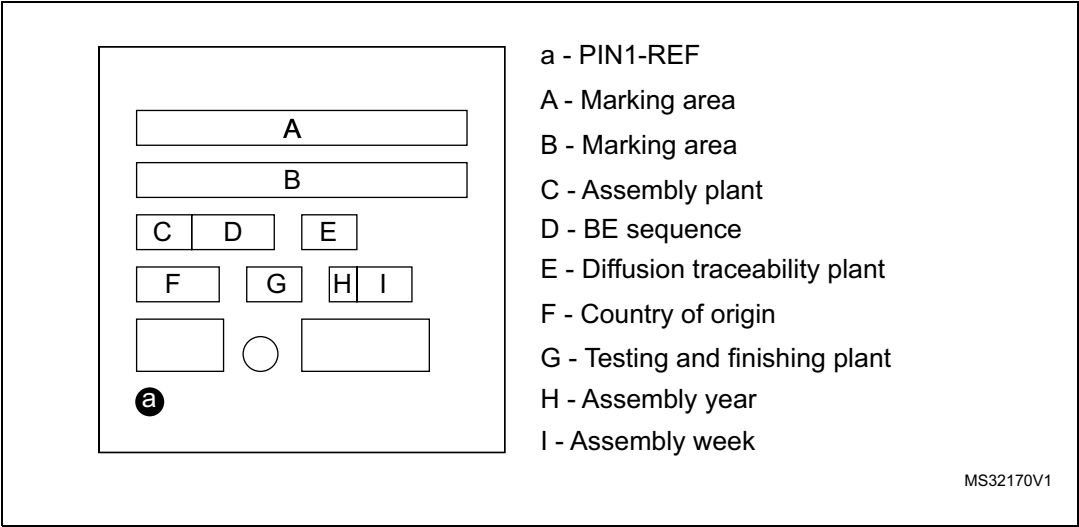 A
B
C D E
F G H I
a
a - PIN1-REF
A - Marking area
B - Marking area
C - Assembly plant
D - BE sequence
E - Diffusion traceability plant
F - Country of origin
G - Testing and finishing plant
H - Assembly year
I - Assembly week
MS32170V1